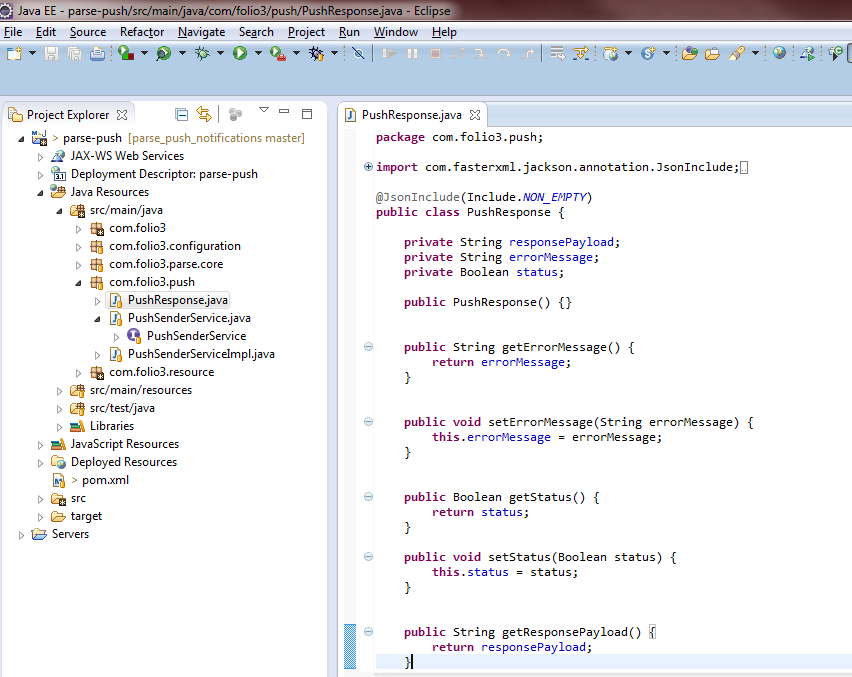 Java EE - parse-push/src/main/java/com/folio3/push/PushResponse.java - Eclipse
File Edit Source Refactor Navigate Search Project Run Window Help
Project Explorer
> parse-push [parse_push_notifications master]
JAX-WS Web Services
Deployment Descriptor: parse-push
Java Resources
src/main/java
com.folio3
com.folio3.configuration
com.folio3.parse.core
com.folio3.push
PushResponse.java
PushSenderService.java
PushSenderService
PushSenderServiceImpl.java
com.folio3.resource
src/main/resources
src/test/java
Libraries
JavaScript Resources
Deployed Resources
> pom.xml
src
target
Servers
PushResponse.java
package com.folio3.push;
import com.fasterxml.jackson.annotation.JsonInclude;
@JsonInclude(Include.NON_EMPTY)
public class PushResponse {
private String responsePayload;
private String errorMessage;
private Boolean status;
public PushResponse() {}
public String getErrorMessage() {
return errorMessage;
}
public void setErrorMessage(String errorMessage) {
this.errorMessage = errorMessage;
}
public Boolean getStatus() {
return status;
}
public void setStatus(Boolean status) {
this.status = status;
}
public String getResponsePayload() {
return responsePayload;
}